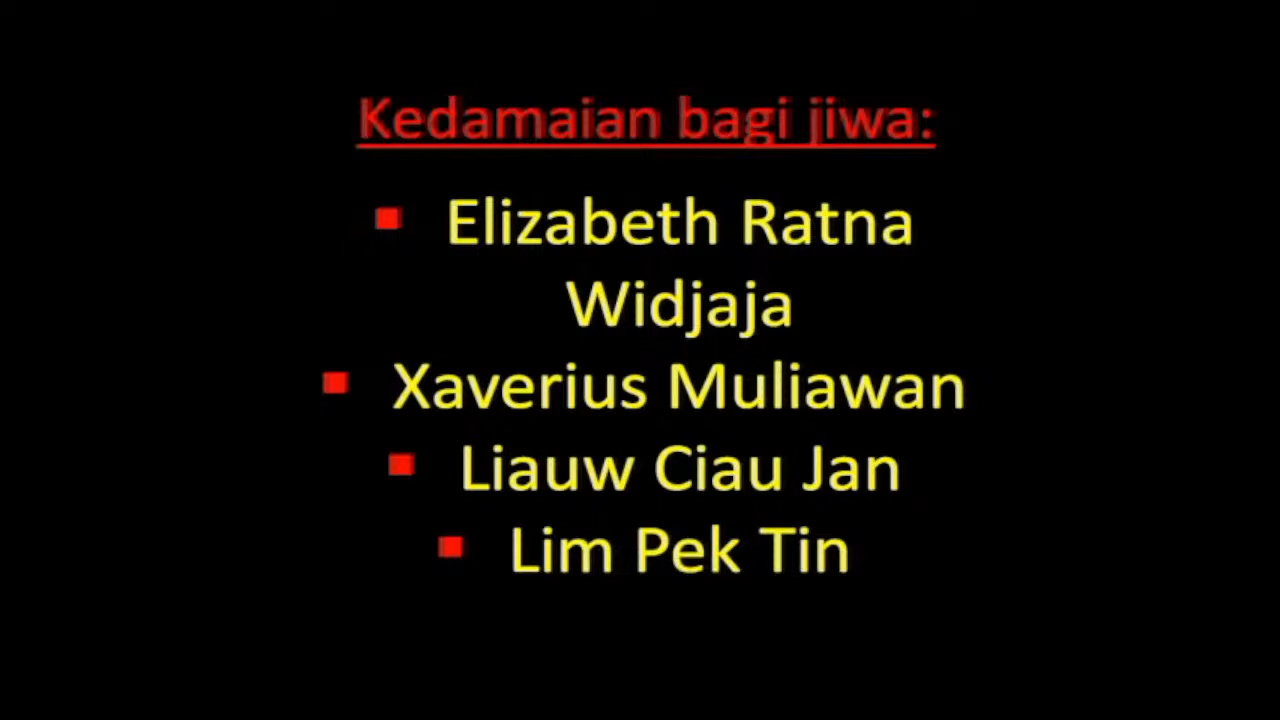 Kedamaian bagi jiwa:
▪ Elizabeth Ratna
Widjaja
▪ Xaverius Muliawan
▪ Liauw Ciau Jan
▪ Lim Pek Tin